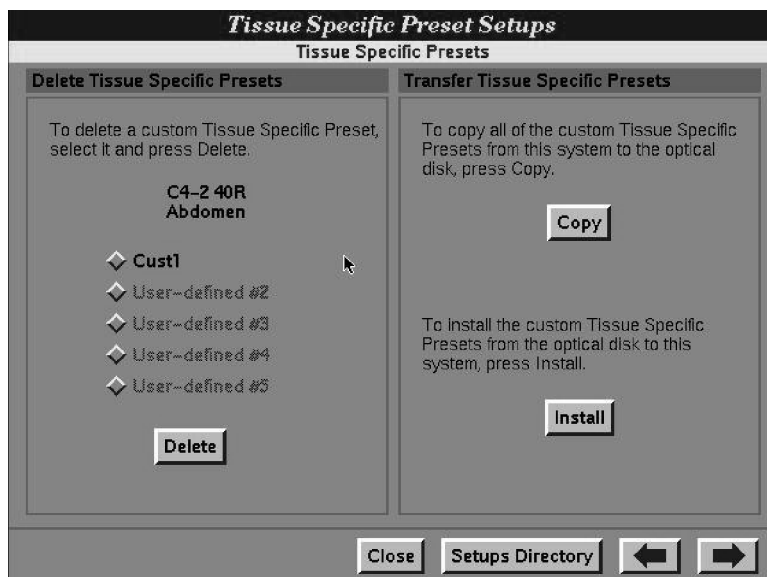 Tissue Specific Preset Setups
Tissue Specific Presets
Delete Tissue Specific Presets
To delete a custom Tissue Specific Preset,
select it and press Delete.
C4-2 40R
Abdomen
Cust1
User-defined #2
User-defined #3
User-defined #4
User-defined #5
Delete
Transfer Tissue Specific Presets
To copy all of the custom Tissue Specific
Presets from this system to the optical
disk, press Copy.
Copy
To install the custom Tissue Specific
Presets from the optical disk to this
system, press Install.
Install
Close
Setups Directory